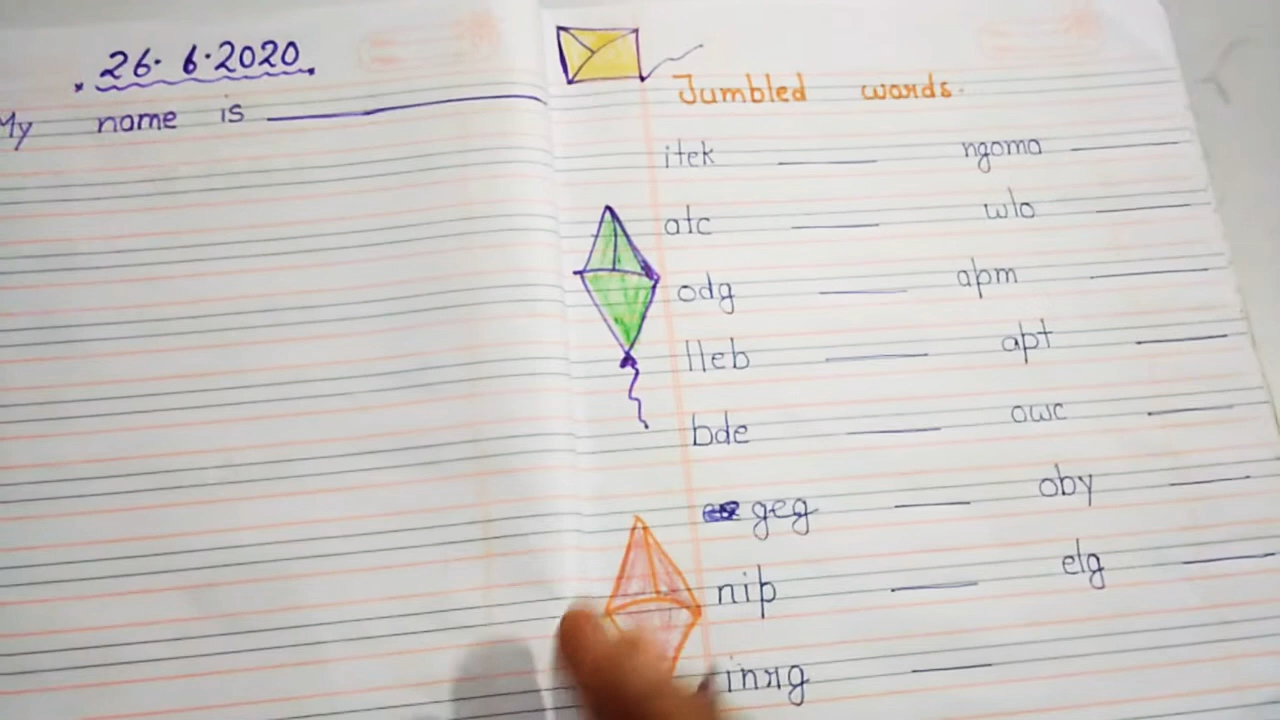 26. 6.2020
My name is
Jumbled words.
itek ngoma
atc wlo
odg apm
lleb apt
bde owc
geg oby
nip elg
inrg